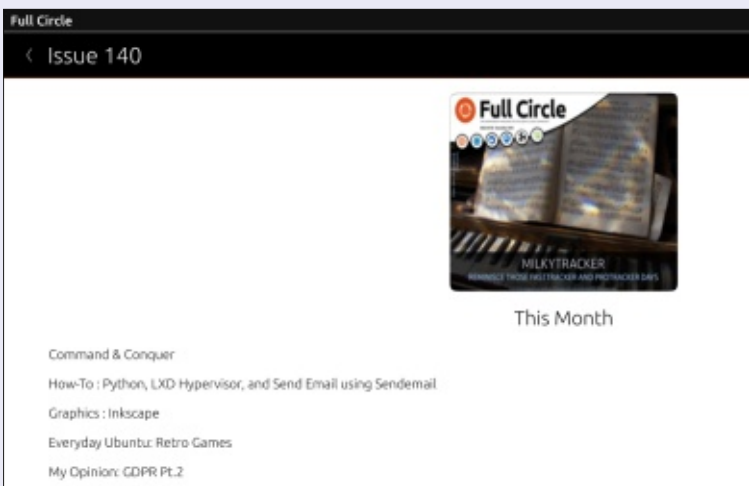 Full Circle
Issue 140
Full Circle
MILKYTRACKER
REMINISCE THOSE FASTTRACKER AND PROTRACKER DAYS
This Month
Command & Conquer
How-To : Python, LXD Hypervisor, and Send Email using Sendemail
Graphics : Inkscape
Everyday Ubuntu: Retro Games
My Opinion: GDPR Pt.2